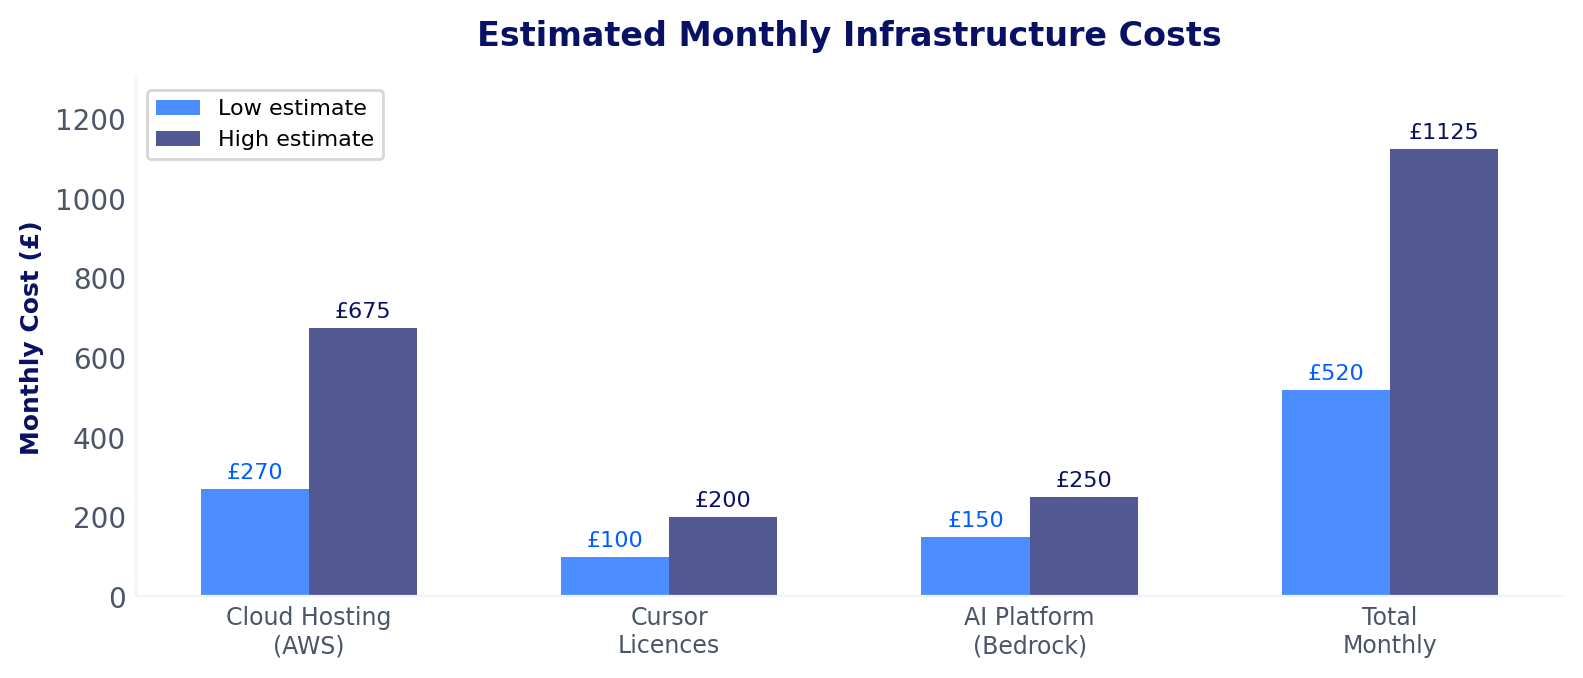 Estimated Monthly Infrastructure Costs
Monthly Cost (£)
1200
1000
800
600
400
200
0
Low estimate
High estimate
£270
£675
£100
£200
£150
£250
£520
£1125
Cloud Hosting
(AWS)
Cursor
Licences
AI Platform
(Bedrock)
Total
Monthly